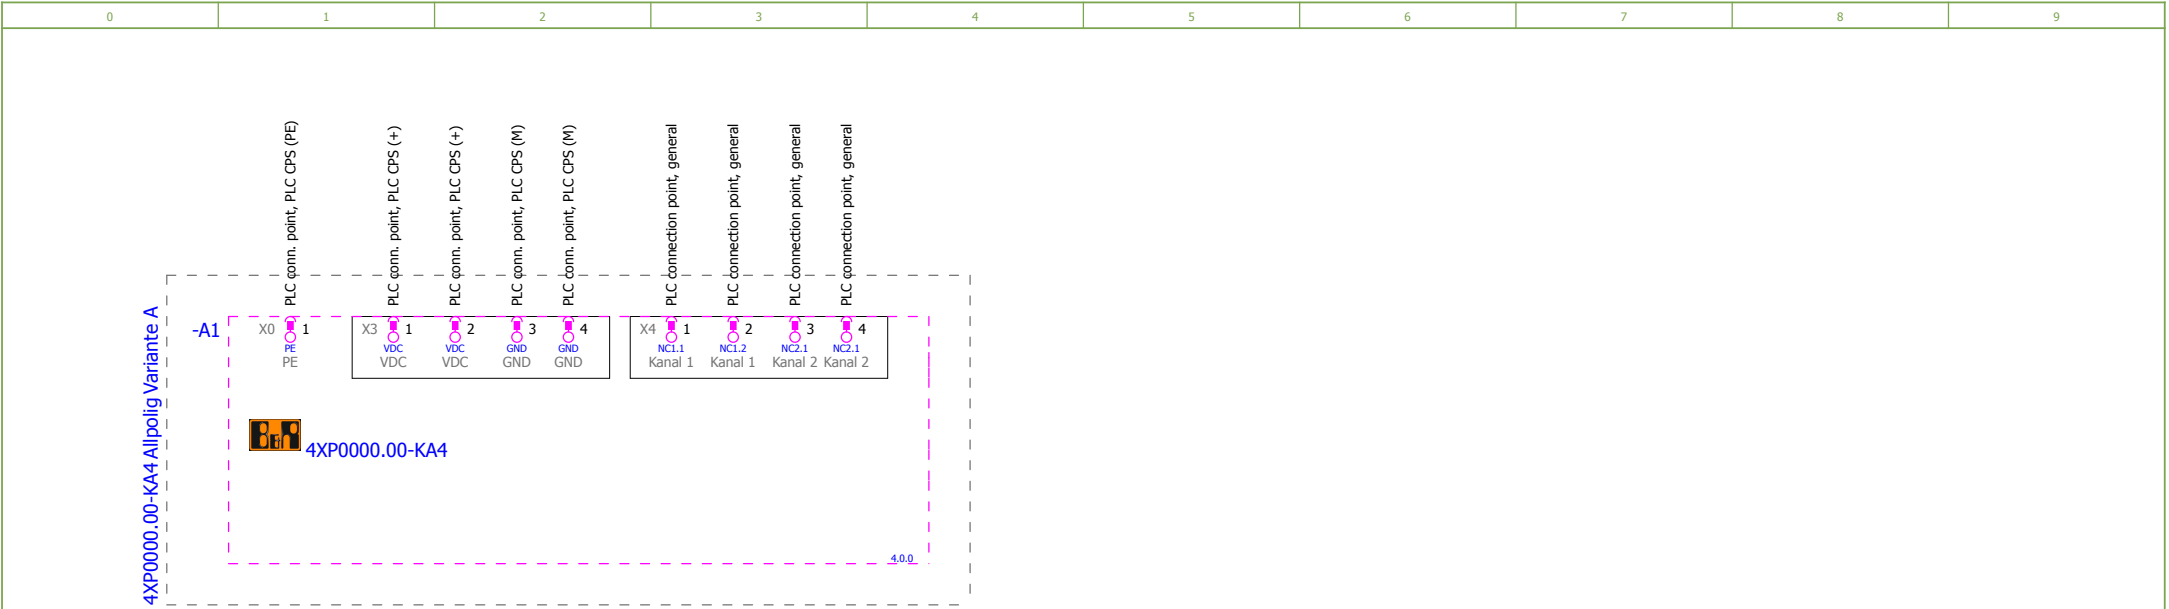 0 1 2 3 4 5 6 7 8 9
PLC conn. point, PLC CPS (PE)
PLC conn. point, PLC CPS (+)
PLC conn. point, PLC CPS (+)
PLC conn. point, PLC CPS (M)
PLC conn. point, PLC CPS (M)
PLC connection point, general
PLC connection point, general
PLC connection point, general
PLC connection point, general
4XP0000.00-KA4 Allpolig Variante A
-A1 X0 1 X3 1 2 3 4 X4 1 2 3 4
PE VDC VDC GND GND NC1.1 NC1.2 NC2.1 NC2.1
PE VDC VDC GND GND Kanal 1 Kanal 1 Kanal 2 Kanal 2
B&R
4XP0000.00-KA4
4.0.0